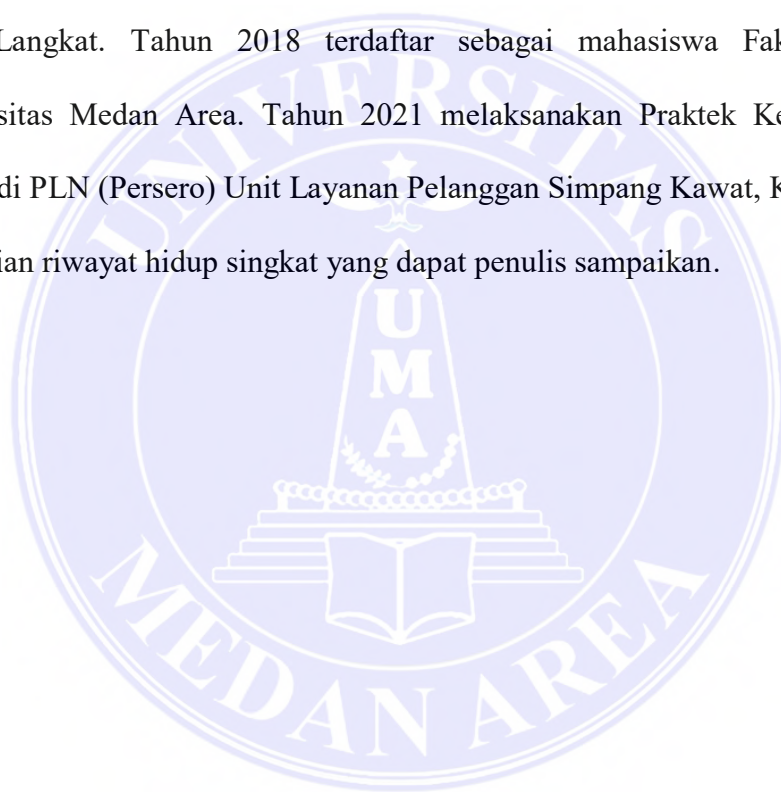 Langkat. Tahun 2018 terdaftar sebagai mahasiswa Fak
sitas Medan Area. Tahun 2021 melaksanakan Praktek Ke
di PLN (Persero) Unit Layanan Pelanggan Simpang Kawat, K
ian riwayat hidup singkat yang dapat penulis sampaikan.
UNIVERSITAS
U
M
A
MEDAN AREA